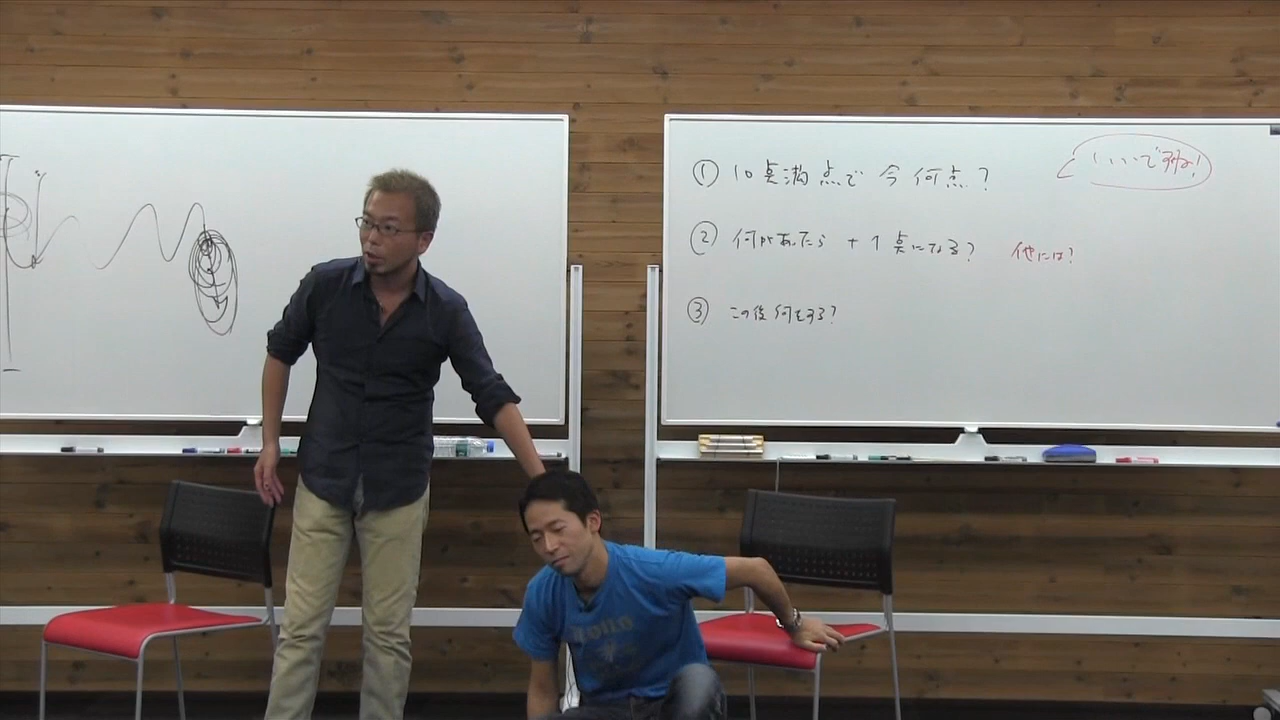 ① 10点満点で 今 何点?
いいですね!
② 何があったら +1点になる?
他には?
③ この後何をする?